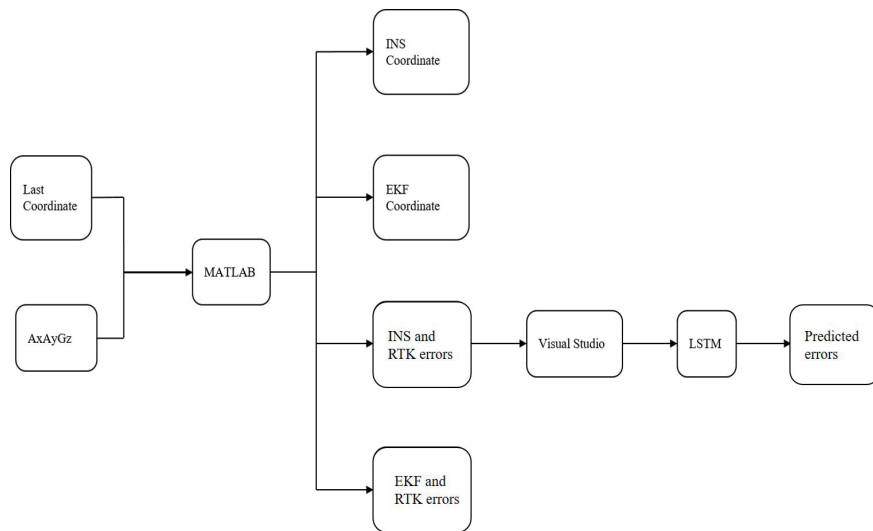 INS
Coordinate
Last
Coordinate
AxAyGz
MATLAB
EKF
Coordinate
INS and
RTK errors
EKF and
RTK errors
Visual Studio
LSTM
Predicted
errors